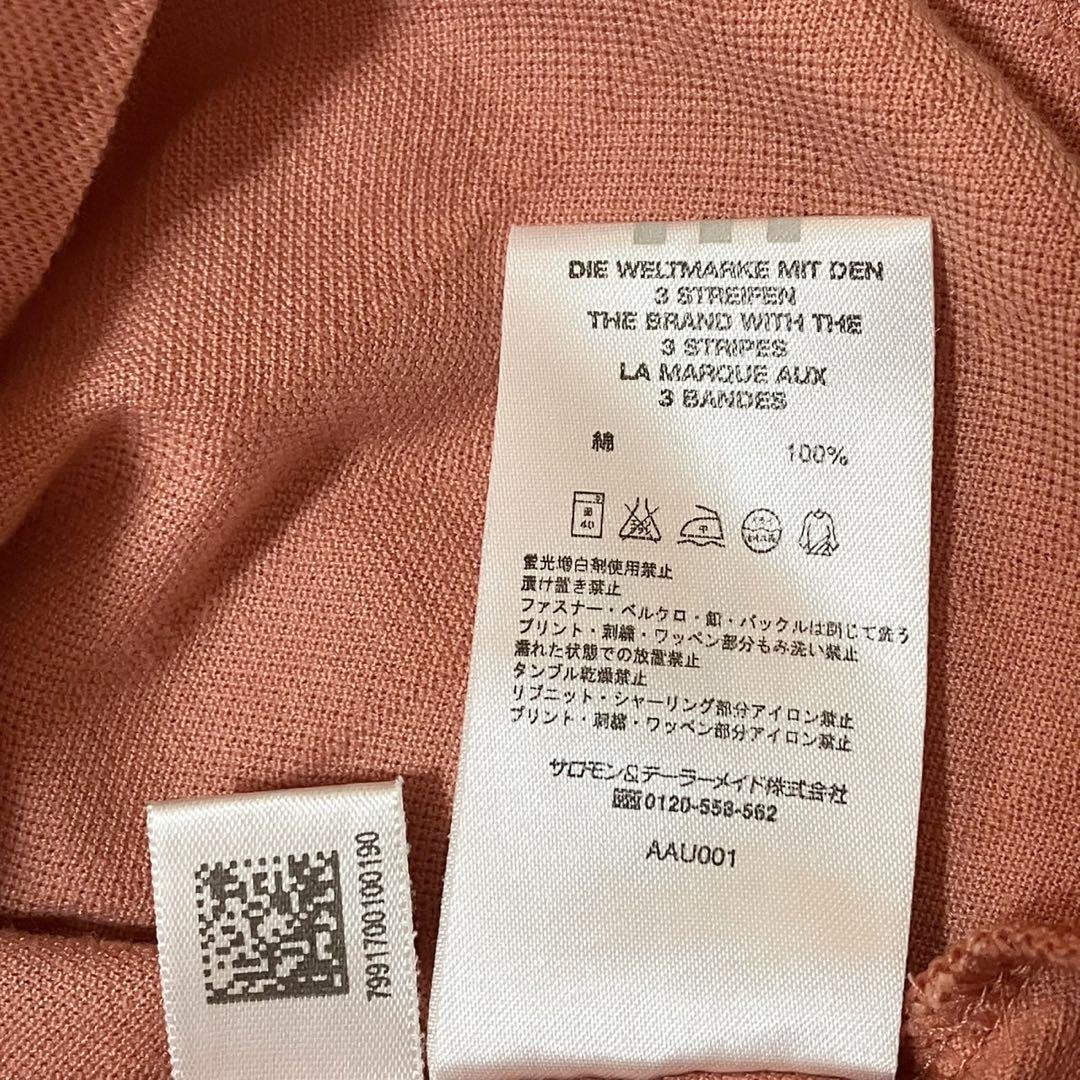 DIE WELTMARKE MIT DEN
3 STREIFEN
THE BRAND WITH THE
3 STRIPES
LA MARQUE AUX
3 BANDES
綿 100%
40 中
蛍光増白剤使用禁止
漬け置き禁止
ファスナー・ベルクロ・釦・バックルは閉じて洗う
プリント・刺繍・ワッペン部分もみ洗い禁止
濡れた状態での放置禁止
タンブル乾燥禁止
リブニット・シャーリング部分アイロン禁止
プリント・刺繍・ワッペン部分アイロン禁止
サロモン&テーラーメイド株式会社
0120-558-562
AAU001
7991700100190